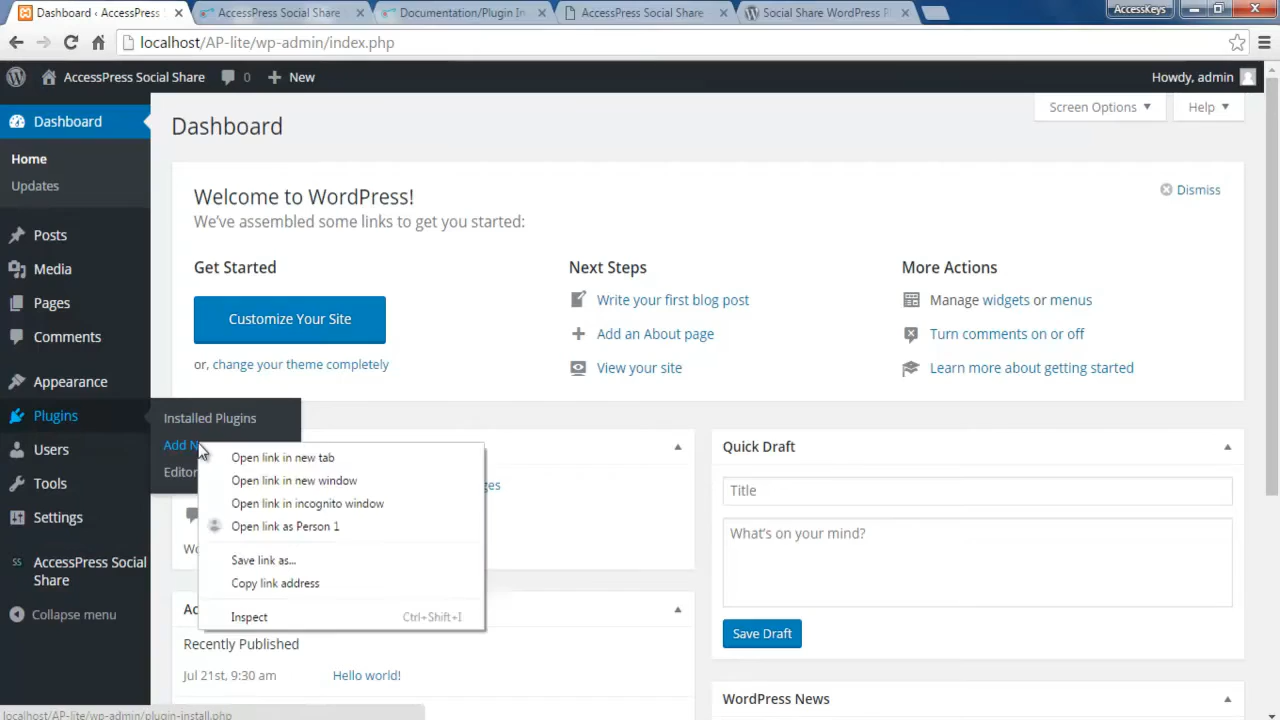 Dashboard ‹ AccessPress S
AccessPress Social Share
Documentation/Plugin In
AccessPress Social Share
Social Share WordPress P
AccessKeys
localhost/AP-lite/wp-admin/index.php
AccessPress Social Share
0
New
Howdy, admin
Dashboard
Home
Updates
Posts
Media
Pages
Comments
Appearance
Plugins
Users
Tools
Settings
SS
AccessPress Social
Share
Collapse menu
Installed Plugins
Add N
Editor
Open link in new tab
Open link in new window
Open link in incognito window
Open link as Person 1
Save link as...
Copy link address
Inspect Ctrl+Shift+I
Screen Options
Help
Dashboard
Welcome to WordPress!
We've assembled some links to get you started:
Dismiss
Get Started
Customize Your Site
or, change your theme completely
Next Steps
Write your first blog post
Add an About page
View your site
More Actions
Manage widgets or menus
Turn comments on or off
Learn more about getting started
ges
Wo
Ac
Recently Published
Jul 21st, 9:30 am Hello world!
Quick Draft
Title
What's on your mind?
Save Draft
WordPress News
localhost/AP-lite/wp-admin/plugin-install.php